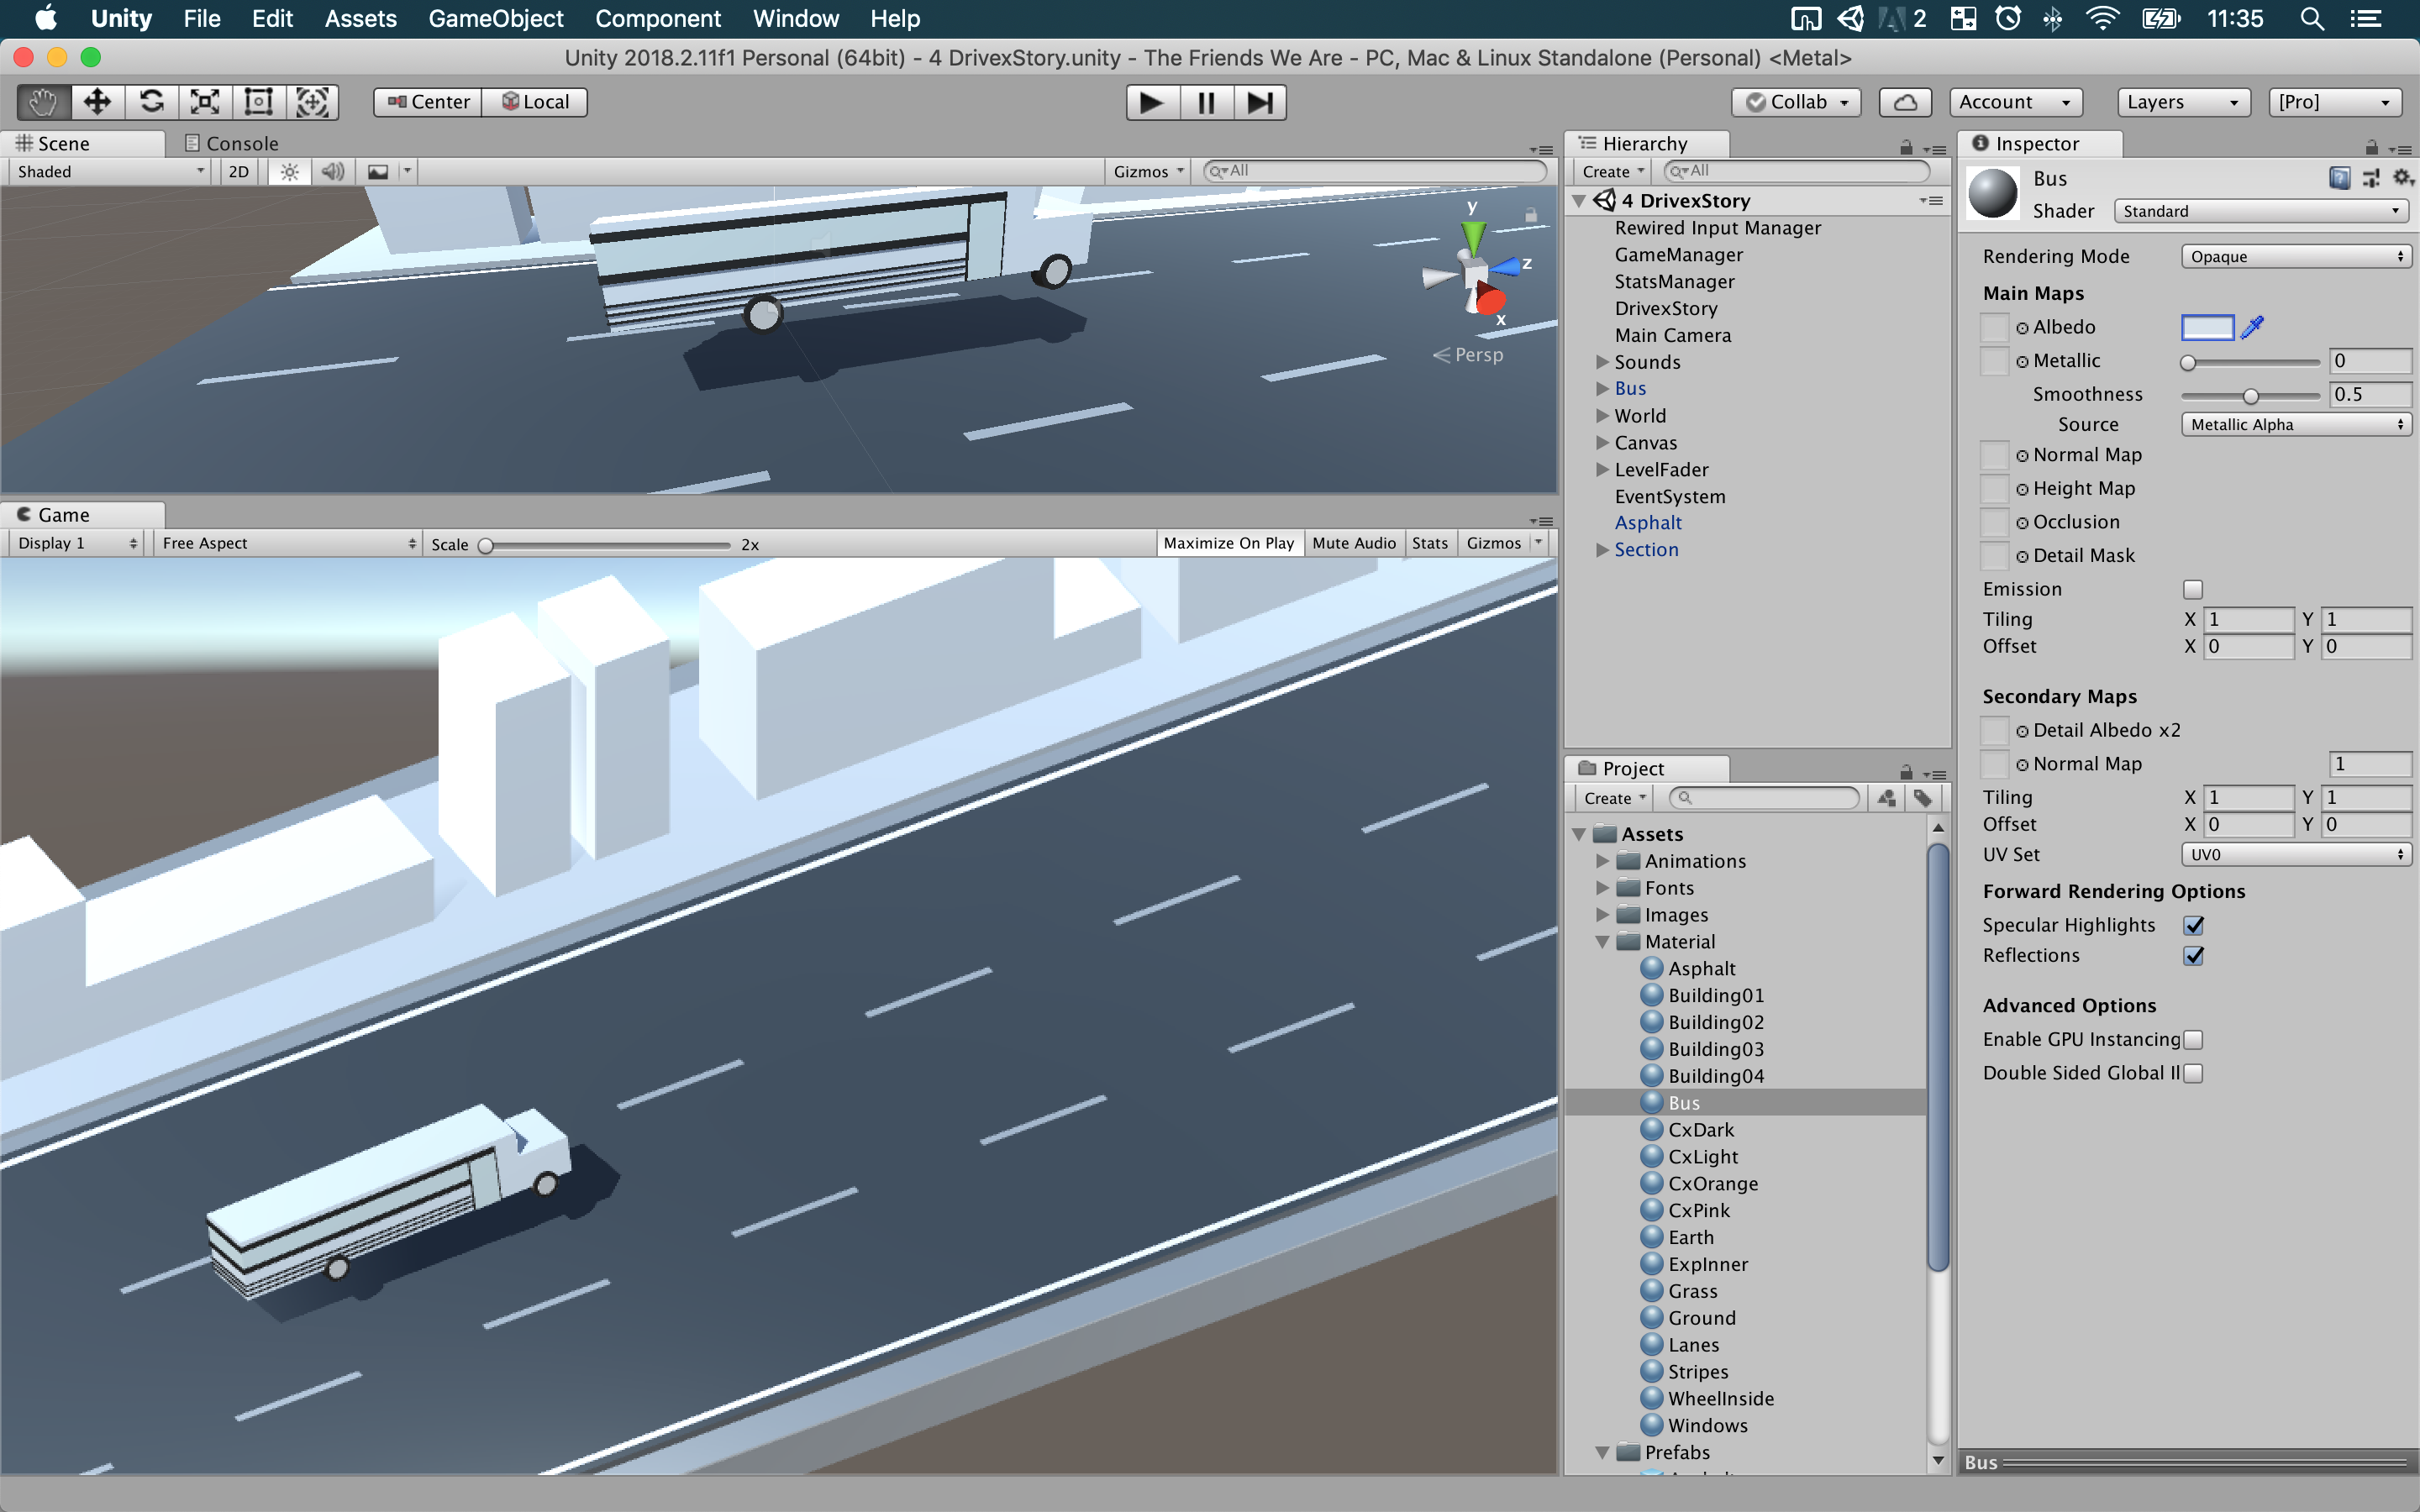 Unity File Edit Assets GameObject Component Window Help 2 11:35
Unity 2018.2.11f1 Personal (64bit) - 4 DrivexStory.unity - The Friends We Are - PC, Mac & Linux Standalone (Personal) <Metal>
Center Local Collab Account Layers [Pro]
Scene Console
Shaded 2D Gizmos All
y
z
x
Persp
Game
Display 1 Free Aspect Scale 2x Maximize On Play Mute Audio Stats Gizmos
Hierarchy
Create All
4 DrivexStory
Rewired Input Manager
GameManager
StatsManager
DrivexStory
Main Camera
Sounds
Bus
World
Canvas
LevelFader
EventSystem
Asphalt
Section
Project
Create
Assets
Animations
Fonts
Images
Material
Asphalt
Building01
Building02
Building03
Building04
Bus
CxDark
CxLight
CxOrange
CxPink
Earth
ExpInner
Grass
Ground
Lanes
Stripes
WheelInside
Windows
Prefabs
Inspector
Bus
Shader Standard
Rendering Mode Opaque
Main Maps
Albedo
Metallic 0
Smoothness 0.5
Source Metallic Alpha
Normal Map
Height Map
Occlusion
Detail Mask
Emission
Tiling X 1 Y 1
Offset X 0 Y 0
Secondary Maps
Detail Albedo x2
Normal Map 1
Tiling X 1 Y 1
Offset X 0 Y 0
UV Set UV0
Forward Rendering Options
Specular Highlights
Reflections
Advanced Options
Enable GPU Instancing
Double Sided Global Il
Bus